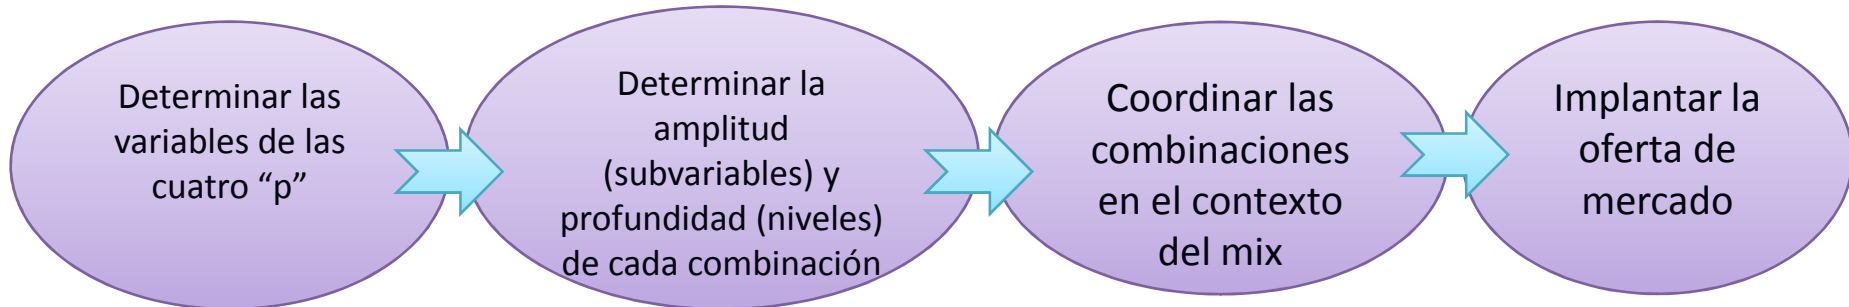 Determinar las
variables de las
cuatro “p”
Determinar la
amplitud
(subvariables) y
profundidad (niveles)
de cada combinación
Coordinar las
combinaciones
en el contexto
del mix
Implantar la
oferta de
mercado